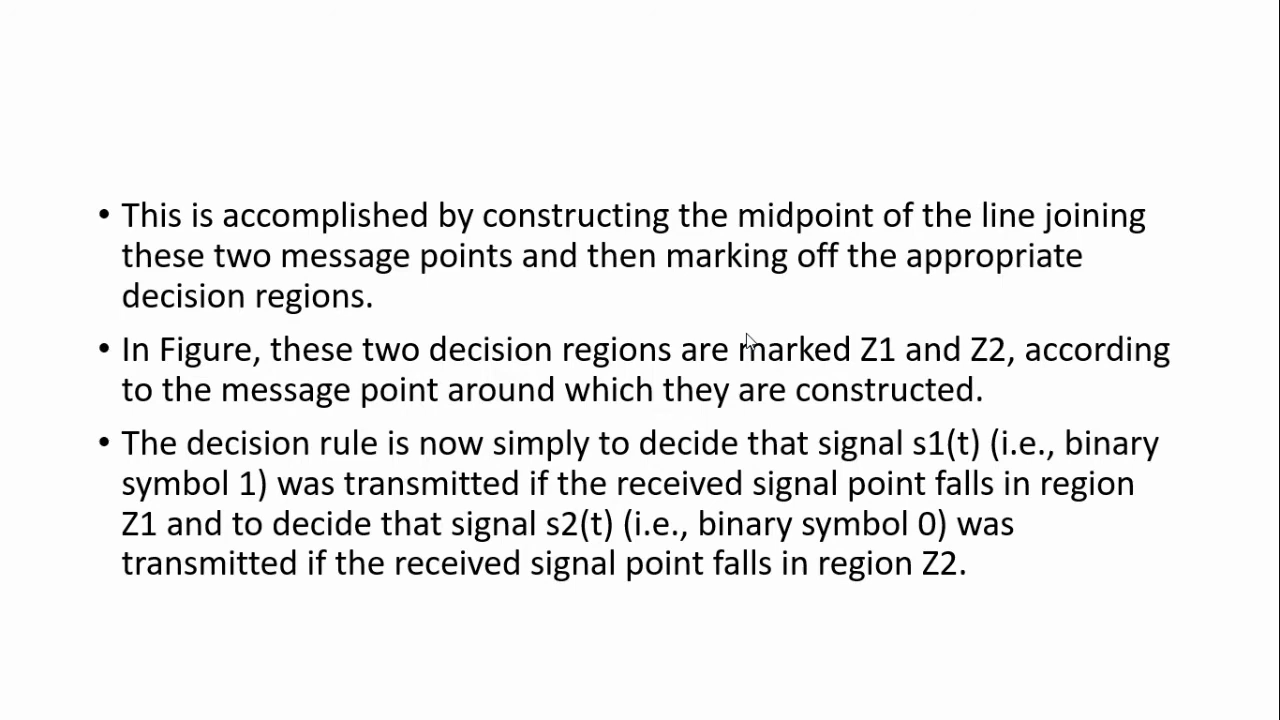 • This is accomplished by constructing the midpoint of the line joining
these two message points and then marking off the appropriate
decision regions.
• In Figure, these two decision regions are marked Z1 and Z2, according
to the message point around which they are constructed.
• The decision rule is now simply to decide that signal s1(t) (i.e., binary
symbol 1) was transmitted if the received signal point falls in region
Z1 and to decide that signal s2(t) (i.e., binary symbol 0) was
transmitted if the received signal point falls in region Z2.